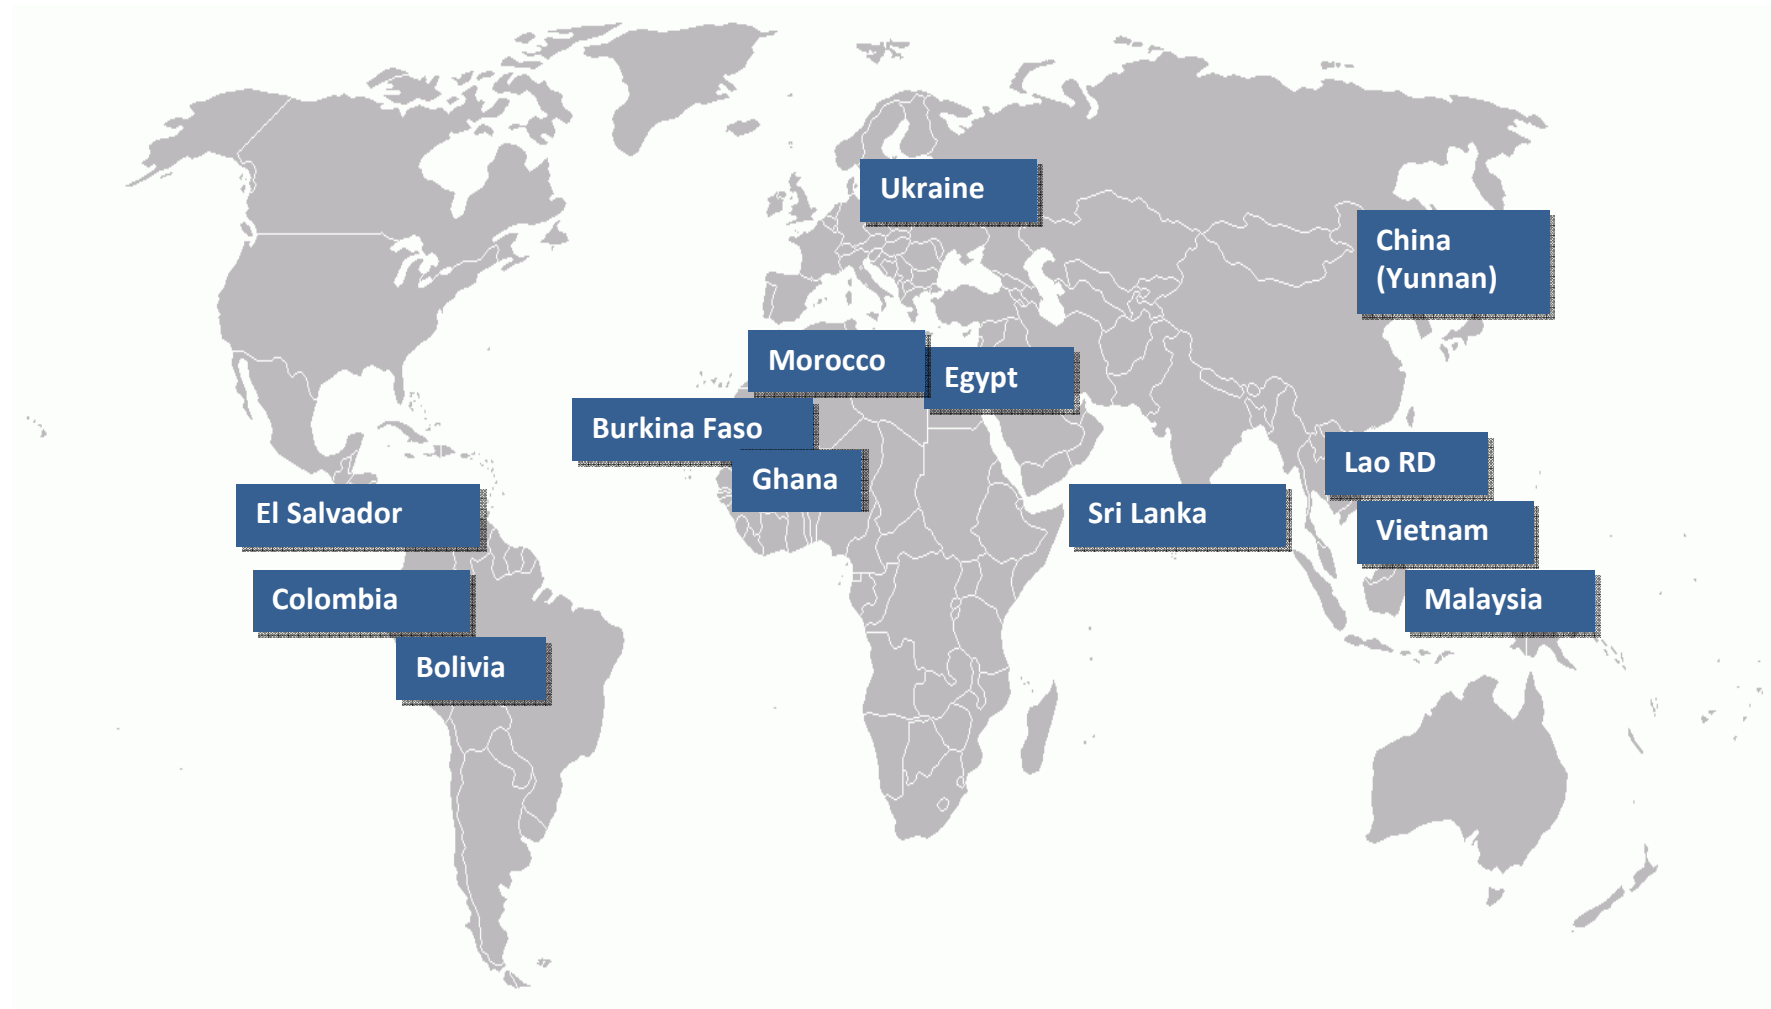 Ukraine
China
(Yunnan)
Morocco
Egypt
Burkina Faso
Ghana
Lao RD
El Salvador
Sri Lanka
Vietnam
Colombia
Malaysia
Bolivia